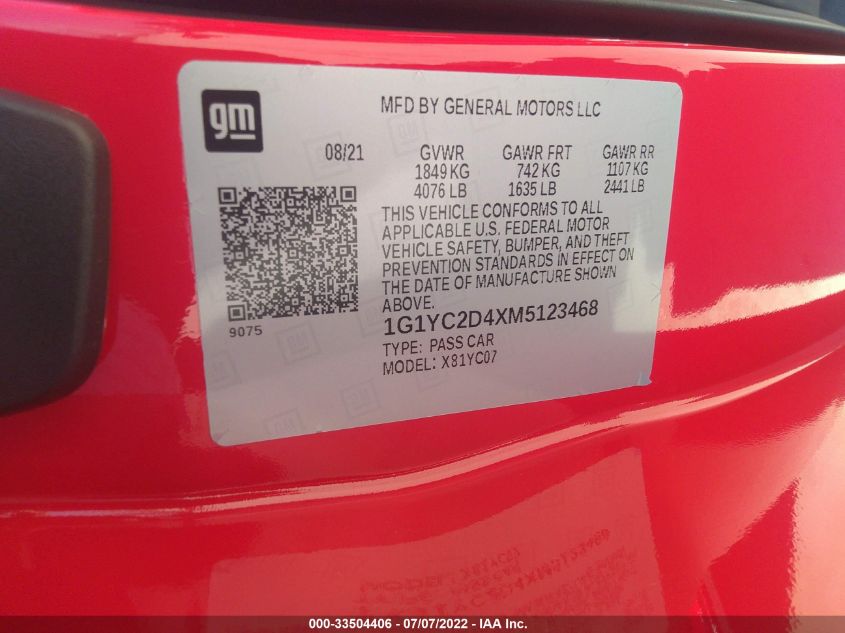 gm
MFD BY GENERAL MOTORS LLC
08/21 GVWR GAWR FRT GAWR RR
1849 KG 742 KG 1107 KG
4076 LB 1635 LB 2441 LB
THIS VEHICLE CONFORMS TO ALL
APPLICABLE U.S. FEDERAL MOTOR
VEHICLE SAFETY, BUMPER, AND THEFT
PREVENTION STANDARDS IN EFFECT ON
THE DATE OF MANUFACTURE SHOWN
ABOVE.
9075
1G1YC2D4XM5123468
TYPE: PASS CAR
MODEL: X81YC07
000-33504406 - 07/07/2022 - IAA Inc.